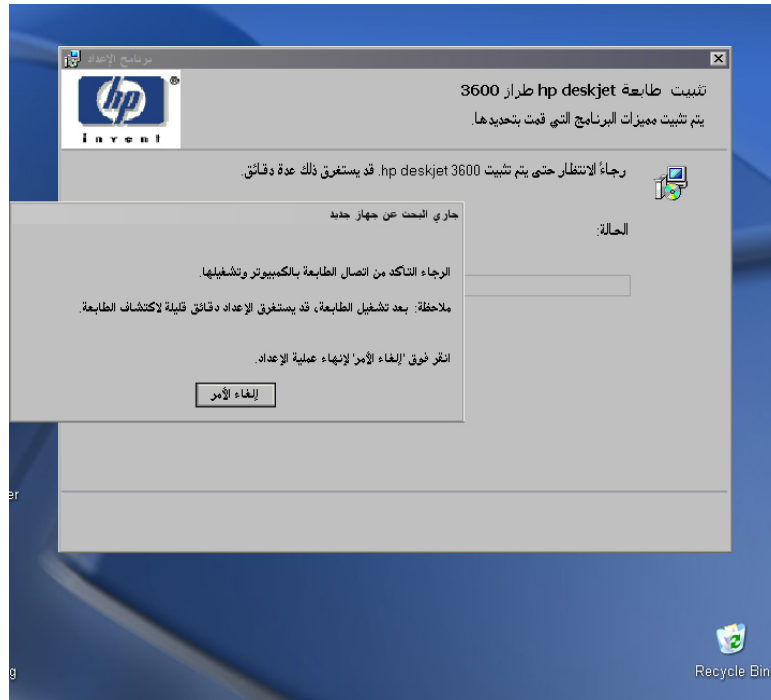 برنامج الإعداد
hp
®
invent
تثبيت طابعة hp deskjet طراز 3600
يتم تثبيت مميزات البرنامج التي قمت بتحديدها.
رجاءً الانتظار حتى يتم تثبيت hp deskjet 3600. قد يستغرق ذلك عدة دقائق.
الحالة:
جاري البحث عن جهاز جديد
الرجاء التأكد من اتصال الطابعة بالكمبيوتر وتشغيلها.
ملاحظة: بعد تشغيل الطابعة، قد يستغرق الإعداد دقائق قليلة لاكتشاف الطابعة.
انقر فوق 'إلغاء الأمر' لإنهاء عملية الإعداد.
إلغاء الأمر
er
g
Recycle Bin